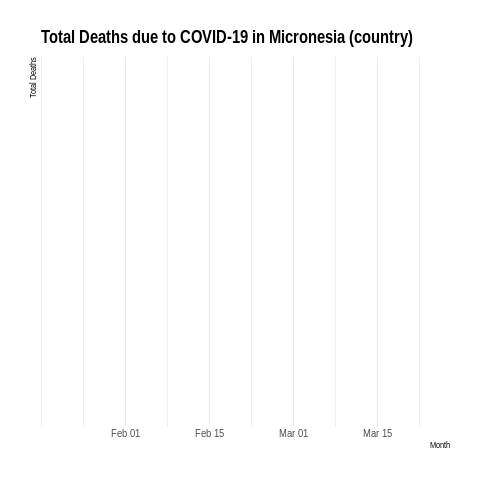 Total Deaths due to COVID-19 in Micronesia (country)
Total Deaths
Feb 01
Feb 15
Mar 01
Mar 15
Month